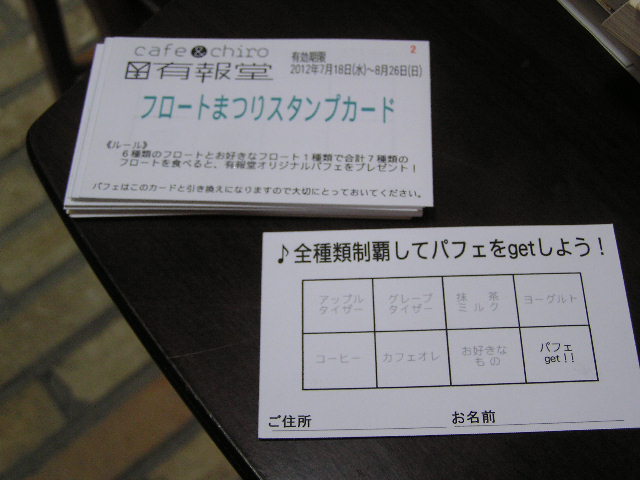 cafe & chiro
有報堂
有効期限
2
2012年7月18日(水)~8月26日(日)
フロートまつりスタンプカード
《ルール》
6種類のフロートとお好きなフロート1種類で合計7種類の
フロートを食べると、有報堂オリジナルパフェをプレゼント!
パフェはこのカードと引き換えになりますので大切にとっておいてください。
♪全種類制覇してパフェをgetしよう!
アップル
タイザー
グレープ
タイザー
抹茶
ミルク
ヨーグルト
コーヒー
カフェオレ
お好きな
もの
パフェ
get!!
ご住所
お名前